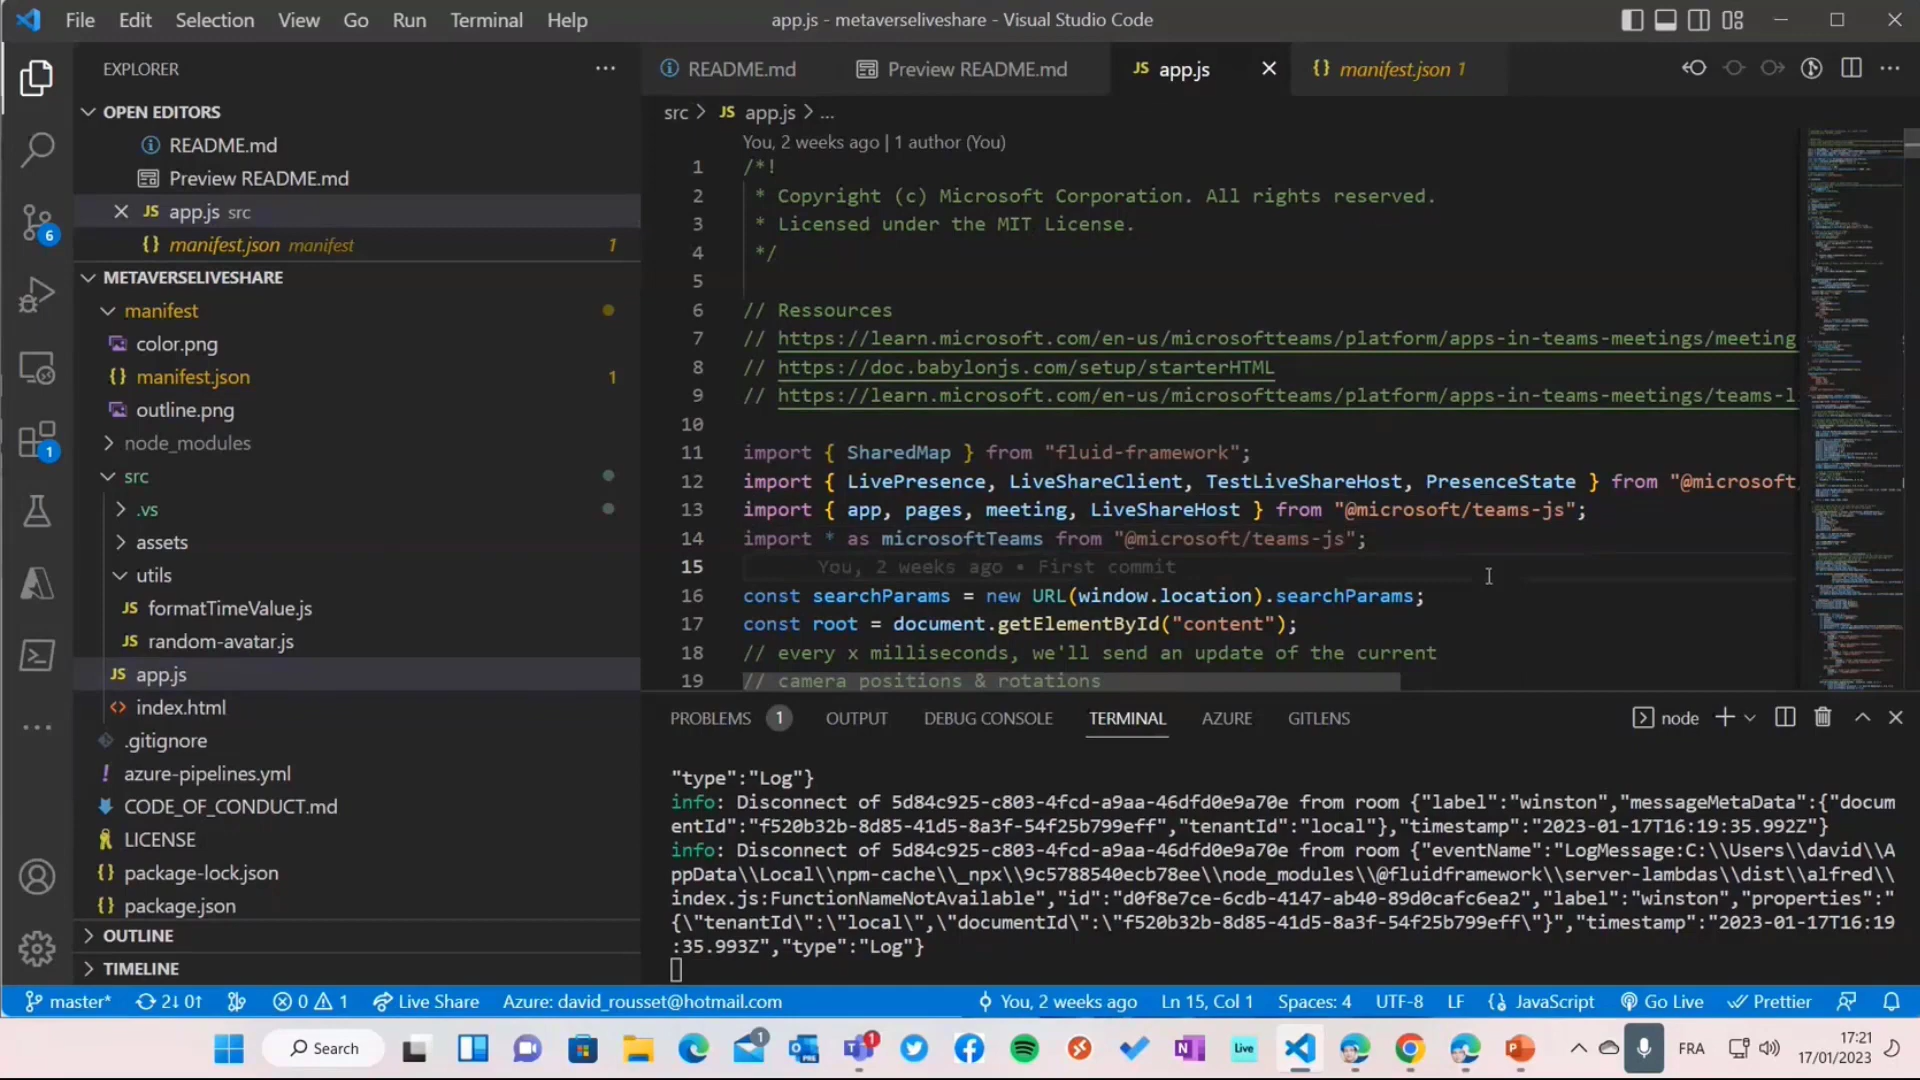 File Edit Selection View Go Run Terminal Help
app.js - metaverseliveshare - Visual Studio Code
EXPLORER
OPEN EDITORS
README.md
Preview README.md
JS app.js src
{} manifest.json manifest 1
METAVERSELIVESHARE
manifest
color.png
{} manifest.json 1
outline.png
node_modules
src
.vs
assets
utils
JS formatTimeValue.js
JS random-avatar.js
JS app.js
<> index.html
.gitignore
! azure-pipelines.yml
CODE_OF_CONDUCT.md
LICENSE
{} package-lock.json
{} package.json
OUTLINE
TIMELINE
6
1
README.md
Preview README.md
JS app.js
{} manifest.json 1
src > JS app.js > ...
You, 2 weeks ago | 1 author (You)
1 /*!
2 * Copyright (c) Microsoft Corporation. All rights reserved.
3 * Licensed under the MIT License.
4 */
5
6 // Ressources
7 // https://learn.microsoft.com/en-us/microsoftteams/platform/apps-in-teams-meetings/meeting
8 // https://doc.babylonjs.com/setup/starterHTML
9 // https://learn.microsoft.com/en-us/microsoftteams/platform/apps-in-teams-meetings/teams-l
10
11 import { SharedMap } from "fluid-framework";
12 import { LivePresence, LiveShareClient, TestLiveShareHost, PresenceState } from "@microsoft
13 import { app, pages, meeting, LiveShareHost } from "@microsoft/teams-js";
14 import * as microsoftTeams from "@microsoft/teams-js";
15 You, 2 weeks ago • First commit
16 const searchParams = new URL(window.location).searchParams;
17 const root = document.getElementById("content");
18 // every x milliseconds, we'll send an update of the current
19 // camera positions & rotations
PROBLEMS 1 OUTPUT DEBUG CONSOLE TERMINAL AZURE GITLENS
node
"type":"Log"}
info: Disconnect of 5d84c925-c803-4fcd-a9aa-46dfd0e9a70e from room {"label":"winston","messageMetaData":{"docum
entId":"f520b32b-8d85-41d5-8a3f-54f25b799eff","tenantId":"local"},"timestamp":"2023-01-17T16:19:35.992Z"}
info: Disconnect of 5d84c925-c803-4fcd-a9aa-46dfd0e9a70e from room {"eventName":"LogMessage:C:\\Users\\david\\A
ppData\\Local\\npm-cache\\_npx\\9c5788540ecb78ee\\node_modules\\@fluidframework\\server-lambdas\\dist\\alfred\\
index.js:FunctionNameNotAvailable","id":"d0f8e7ce-6cdb-4147-ab40-89d0cafc6ea2","label":"winston","properties":"
{\"tenantId\":\"local\",\"documentId\":\"f520b32b-8d85-41d5-8a3f-54f25b799eff\"}","timestamp":"2023-01-17T16:19
:35.993Z","type":"Log"}
master* 2↓ 0↑ 0 1 Live Share Azure: david_rousset@hotmail.com You, 2 weeks ago Ln 15, Col 1 Spaces: 4 UTF-8 LF {} JavaScript Go Live Prettier
Search
1
1
Live
FRA
17:21
17/01/2023